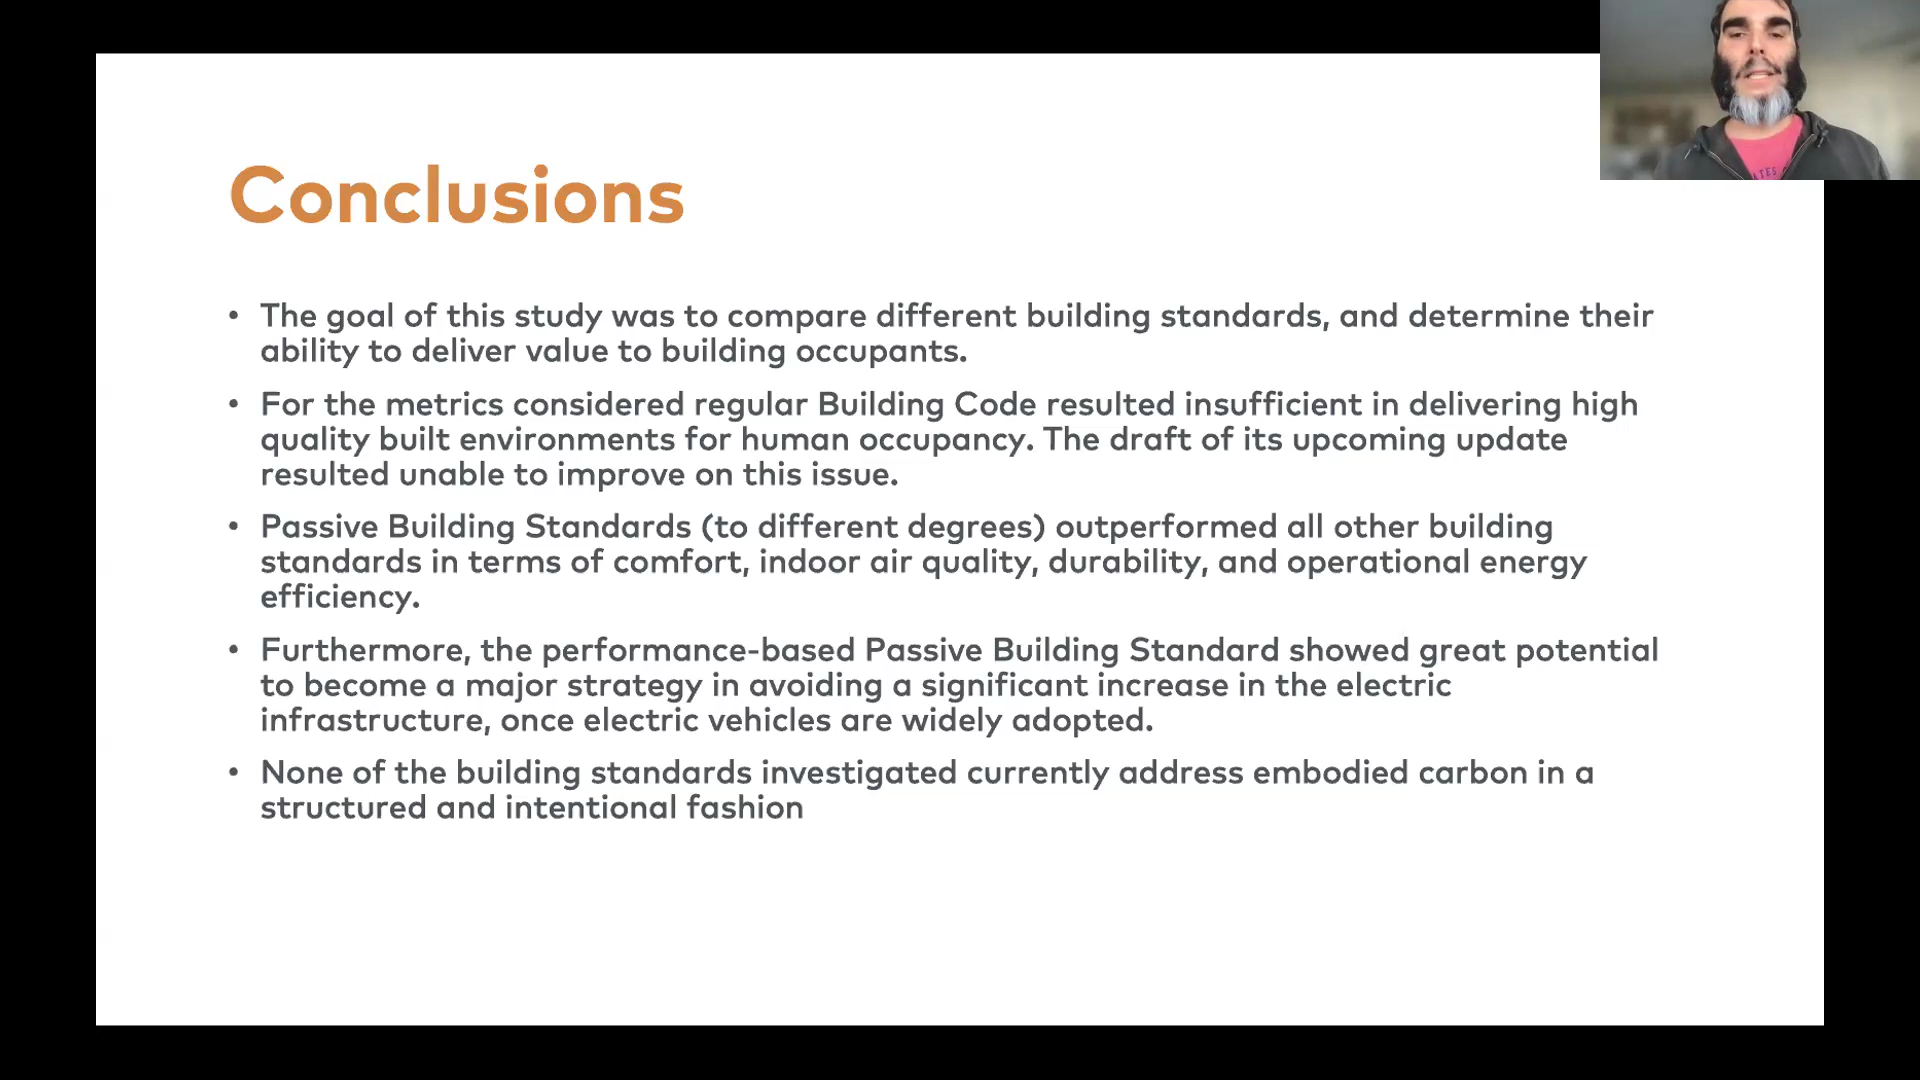 Conclusions
• The goal of this study was to compare different building standards, and determine their
ability to deliver value to building occupants.
• For the metrics considered regular Building Code resulted insufficient in delivering high
quality built environments for human occupancy. The draft of its upcoming update
resulted unable to improve on this issue.
• Passive Building Standards (to different degrees) outperformed all other building
standards in terms of comfort, indoor air quality, durability, and operational energy
efficiency.
• Furthermore, the performance-based Passive Building Standard showed great potential
to become a major strategy in avoiding a significant increase in the electric
infrastructure, once electric vehicles are widely adopted.
• None of the building standards investigated currently address embodied carbon in a
structured and intentional fashion